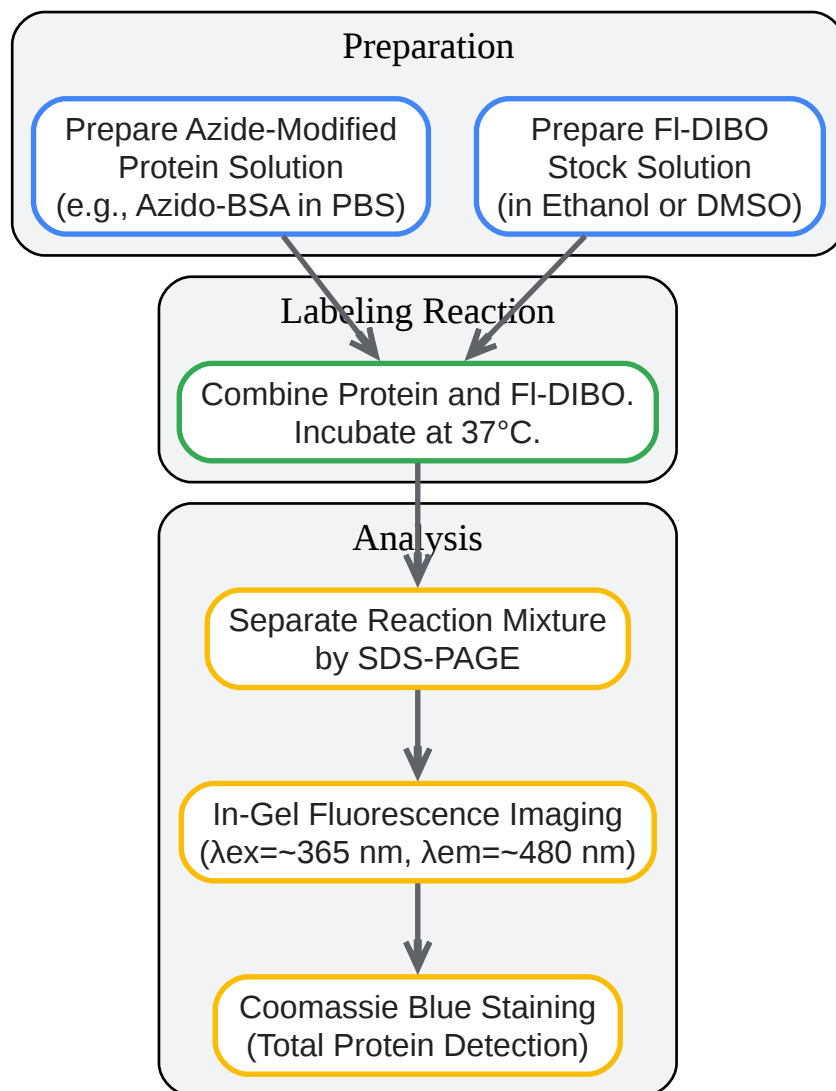 Preparation
Prepare Azide-Modified
Protein Solution
(e.g., Azido-BSA in PBS)
Prepare Fl-DIBO
Stock Solution
(in Ethanol or DMSO)
Labeling Reaction
Combine Protein and Fl-DIBO.
Incubate at 37°C.
Analysis
Separate Reaction Mixture
by SDS-PAGE
In-Gel Fluorescence Imaging
(λex=~365 nm, λem=~480 nm)
Coomassie Blue Staining
(Total Protein Detection)